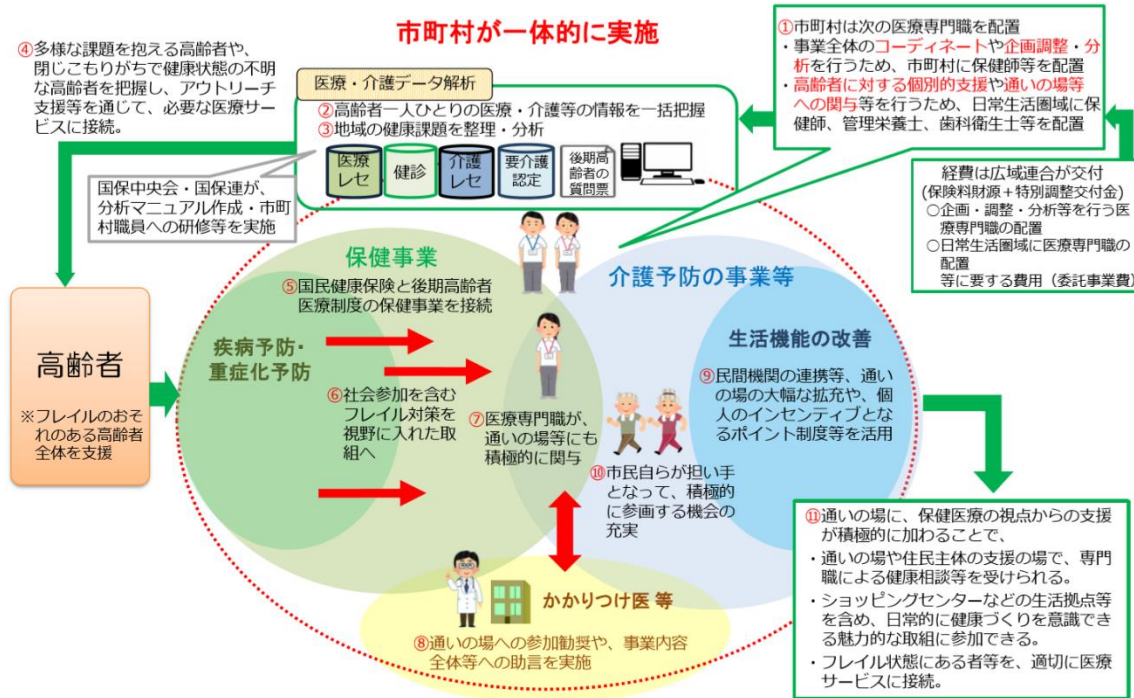 市町村が一体的に実施
④多様な課題を抱える高齢者や、
閉じこもりがちで健康状態の不明
な高齢者を把握し、アウトリーチ
支援等を通じて、必要な医療サー
ビスに接続。
医療・介護データ解析
②高齢者一人ひとりの医療・介護等の情報を一括把握
③地域の健康課題を整理・分析
医療
レセ
健診
介護
レセ
要介護
認定
後期高
齢者の
質問票
①市町村は次の医療専門職を配置
・事業全体のコーディネートや企画調整・分
析を行うため、市町村に保健師等を配置
・高齢者に対する個別的支援や通いの場等
への関与等を行うため、日常生活圏域に保
健師、管理栄養士、歯科衛生士等を配置
経費は広域連合が交付
(保険料財源+特別調整交付金)
○企画・調整・分析等を行う医
療専門職の配置
○日常生活圏域に医療専門職の
配置
等に要する費用(委託事業費)
国保中央会・国保連が、
分析マニュアル作成・市町
村職員への研修等を実施
高齢者
※フレイルのおそ
れのある高齢者
全体を支援
保健事業
⑤国民健康保険と後期高齢者
医療制度の保健事業を接続
疾病予防・
重症化予防
⑥社会参加を含む
フレイル対策を
視野に入れた取
組へ
⑦医療専門職が、
通いの場等にも
積極的に関与
介護予防の事業等
生活機能の改善
⑨民間機関の連携等、通い
の場の大幅な拡充や、個
人のインセンティブとな
るポイント制度等を活用
⑩市民自らが担い手
となって、積極的
に参画する機会の
充実
かかりつけ医 等
⑧通いの場への参加勧奨や、事業内容
全体等への助言を実施
⑪通いの場に、保健医療の視点からの支援
が積極的に加わることで、
・通いの場や住民主体の支援の場で、専門
職による健康相談等を受けられる。
・ショッピングセンターなどの生活拠点等
を含め、日常的に健康づくりを意識でき
る魅力的な取組に参加できる。
・フレイル状態にある者等を、適切に医療
サービスに接続。